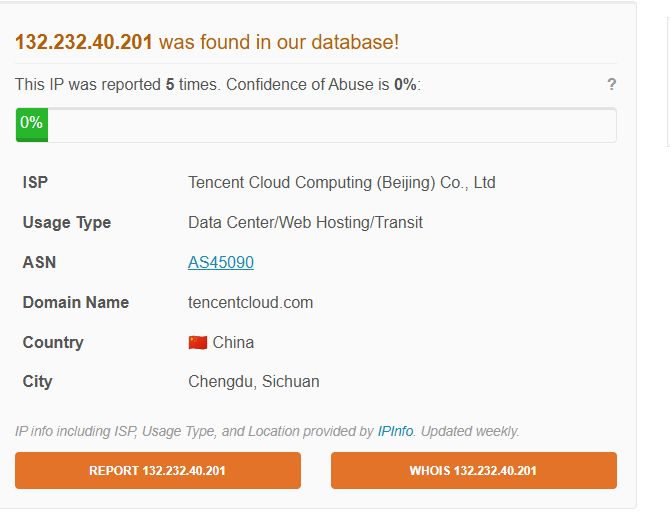 132.232.40.201 was found in our database!
This IP was reported 5 times. Confidence of Abuse is 0%: ?
0%
ISP Tencent Cloud Computing (Beijing) Co., Ltd
Usage Type Data Center/Web Hosting/Transit
ASN AS45090
Domain Name tencentcloud.com
Country 🇨🇳 China
City Chengdu, Sichuan
IP info including ISP, Usage Type, and Location provided by IPInfo. Updated weekly.
REPORT 132.232.40.201 WHOIS 132.232.40.201